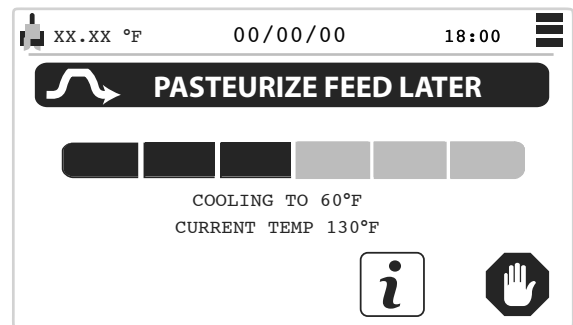 XX.XX °F 00/00/00 18:00
PASTEURIZE FEED LATER
COOLING TO 60°F
CURRENT TEMP 130°F
i